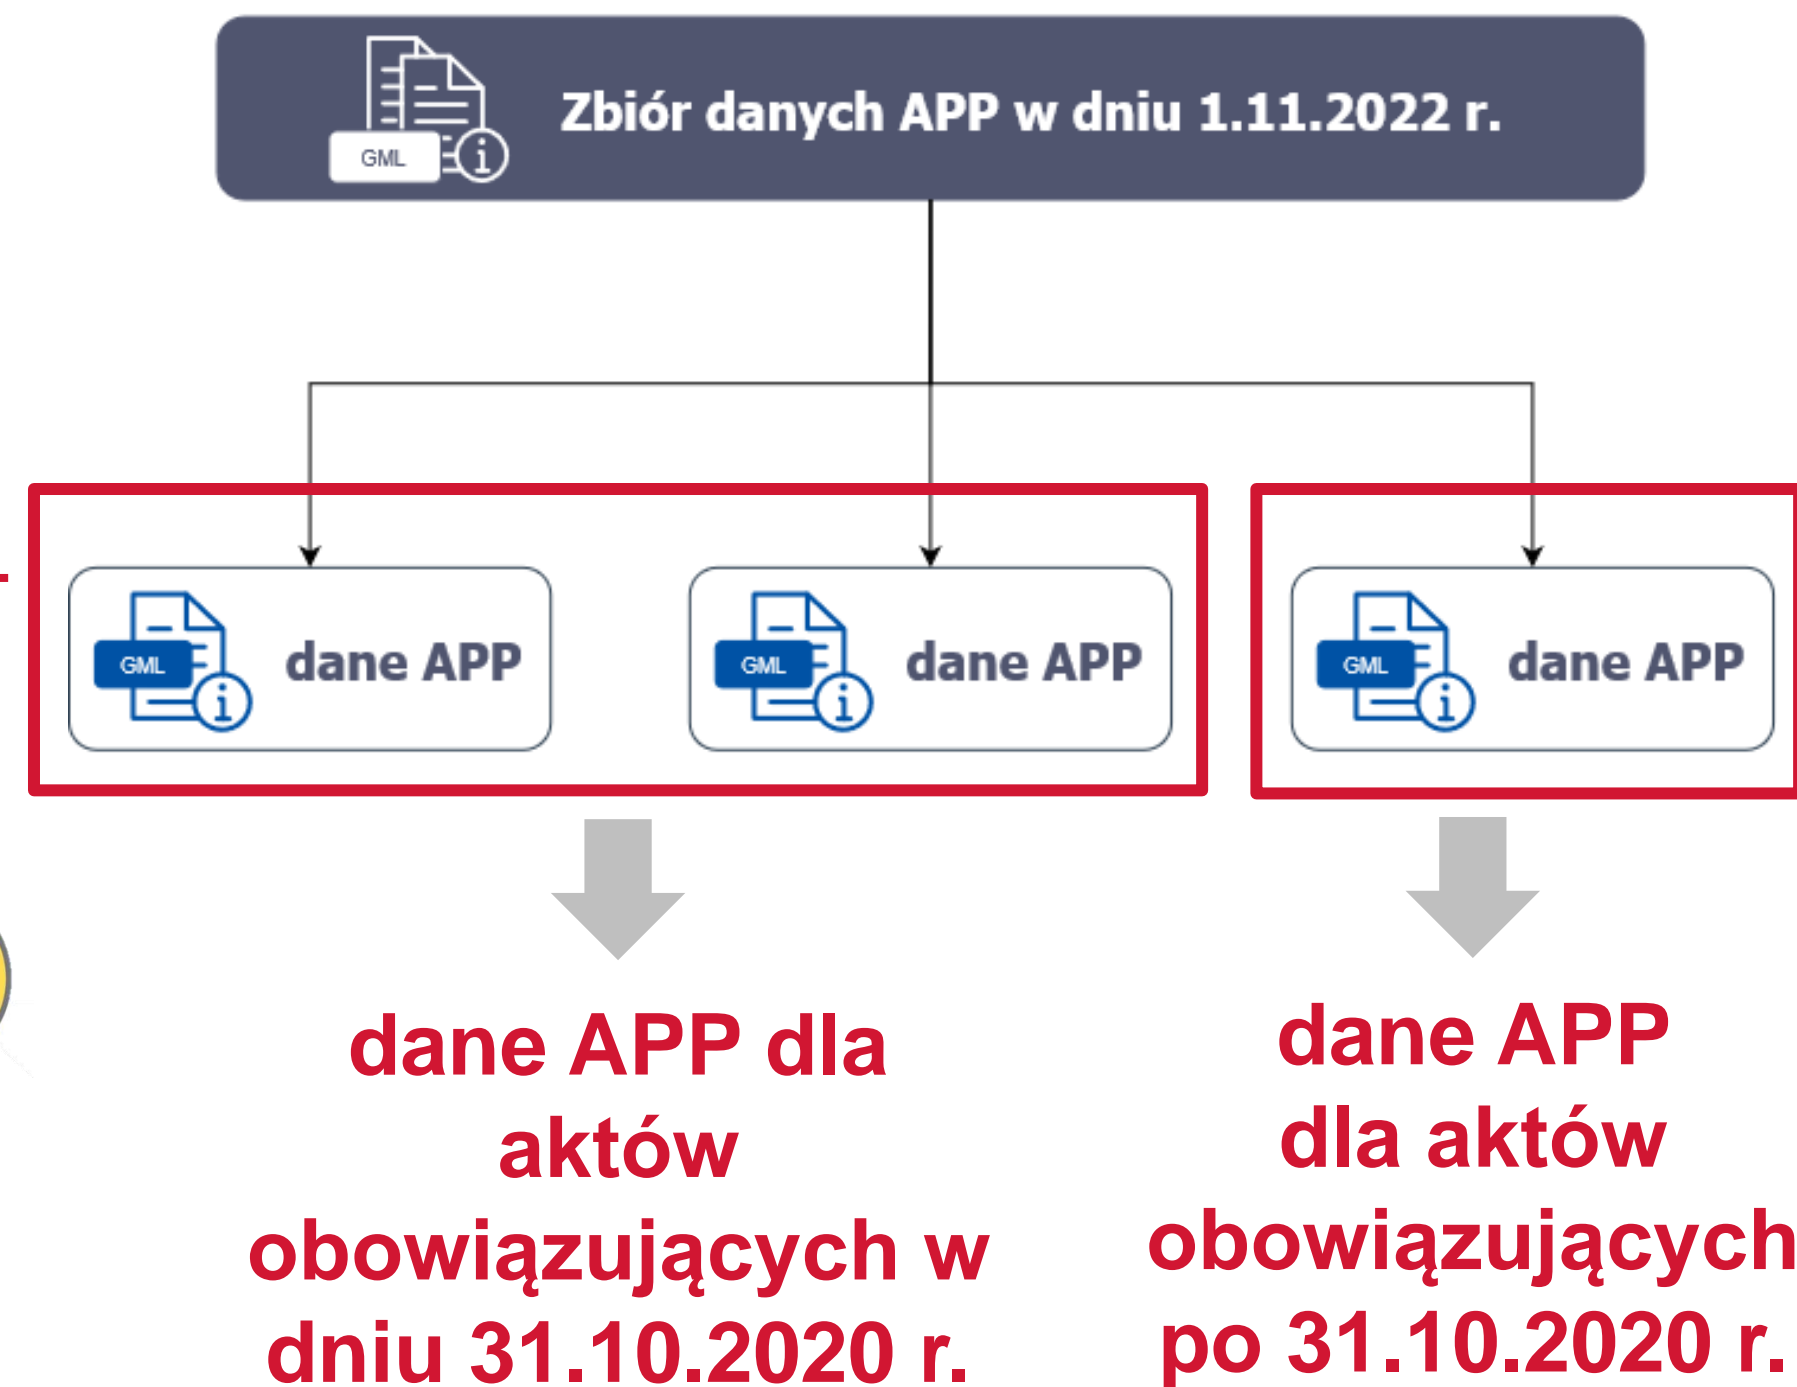 Zbiór danych APP w dniu 1.11.2022 r.
GML
dane APP
GML
dane APP
GML
dane APP
GML
dane APP dla
aktów
obowiązujących w
dniu 31.10.2020 r.
dane APP
dla aktów
obowiązujących
po 31.10.2020 r.